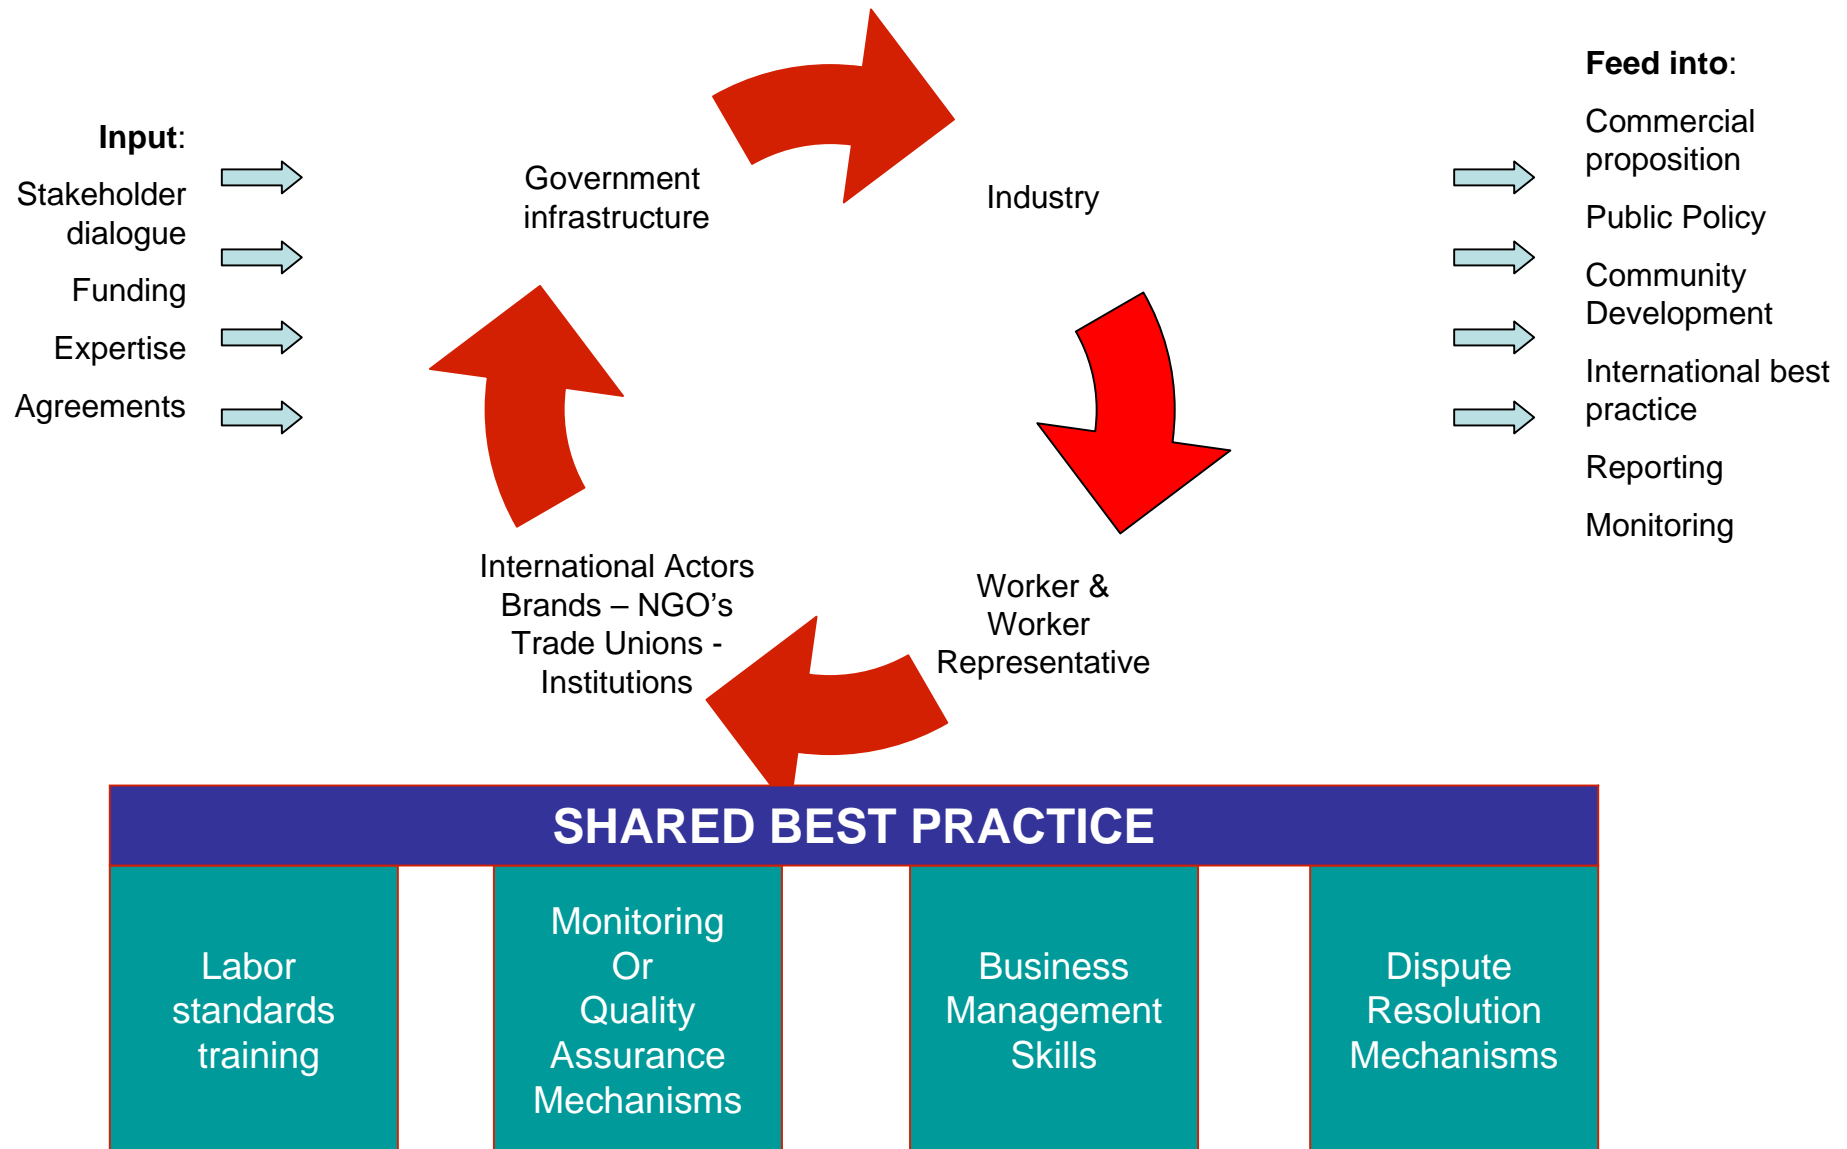 Input:
Stakeholder
dialogue
Funding
Expertise
Agreements
Government
infrastructure
Industry
Worker &
Worker
Representative
International Actors
Brands – NGO’s
Trade Unions -
Institutions
Feed into:
Commercial
proposition
Public Policy
Community
Development
International best
practice
Reporting
Monitoring
SHARED BEST PRACTICE
Labor
standards
training
Monitoring
Or
Quality
Assurance
Mechanisms
Business
Management
Skills
Dispute
Resolution
Mechanisms